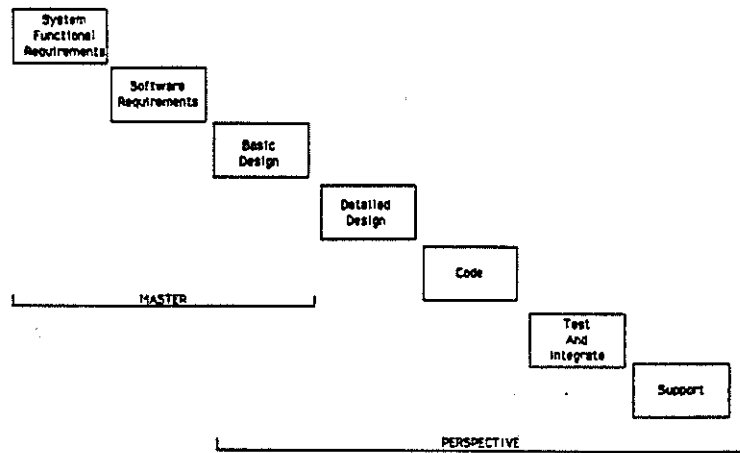 System
Functional
Requirements
Software
Requirements
Basic
Design
Detailed
Design
Code
MASTER
Test
And
Integrate
Support
PERSPECTIVE